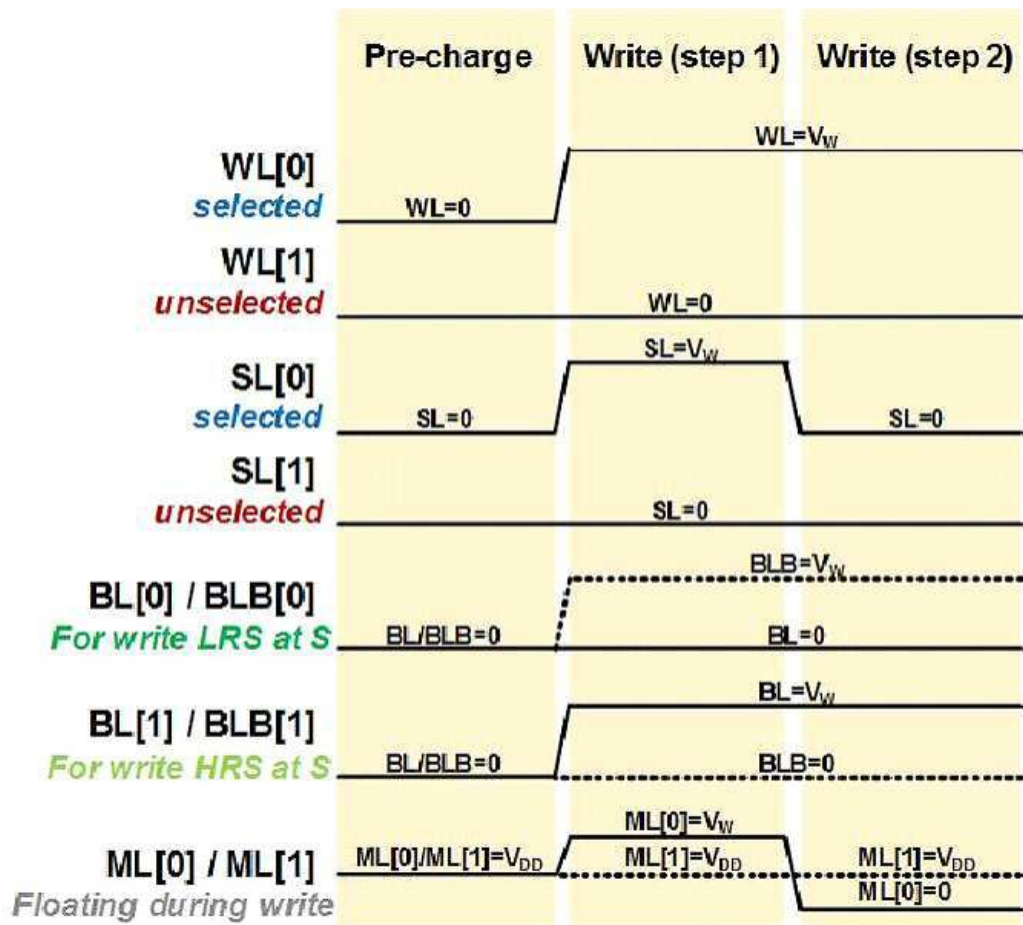 Pre-charge Write (step 1) Write (step 2)
WL=V_W
WL[0]
selected
WL=0
WL[1]
unselected
WL=0
SL=V_W
SL[0]
selected
SL=0 SL=0
SL[1]
unselected
SL=0
BLB=V_W
BL[0] / BLB[0]
For write LRS at S
BL/BLB=0 BL=0
BL=V_W
BL[1] / BLB[1]
For write HRS at S
BL/BLB=0 BLB=0
ML[0]=V_W
ML[0] / ML[1]
ML[0]/ML[1]=V_DD ML[1]=V_DD ML[1]=V_DD
ML[0]=0
Floating during write